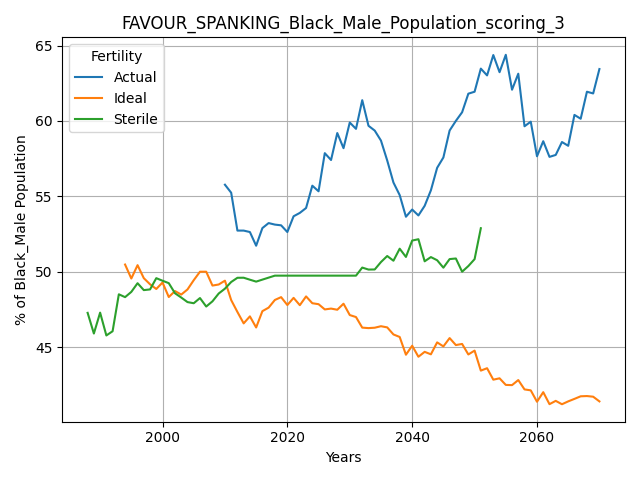 FAVOUR_SPANKING_Black_Male_Population_scoring_3
Fertility
Actual
Ideal
Sterile
% of Black_Male Population
65
60
55
50
45
2000
2020
2040
2060
Years